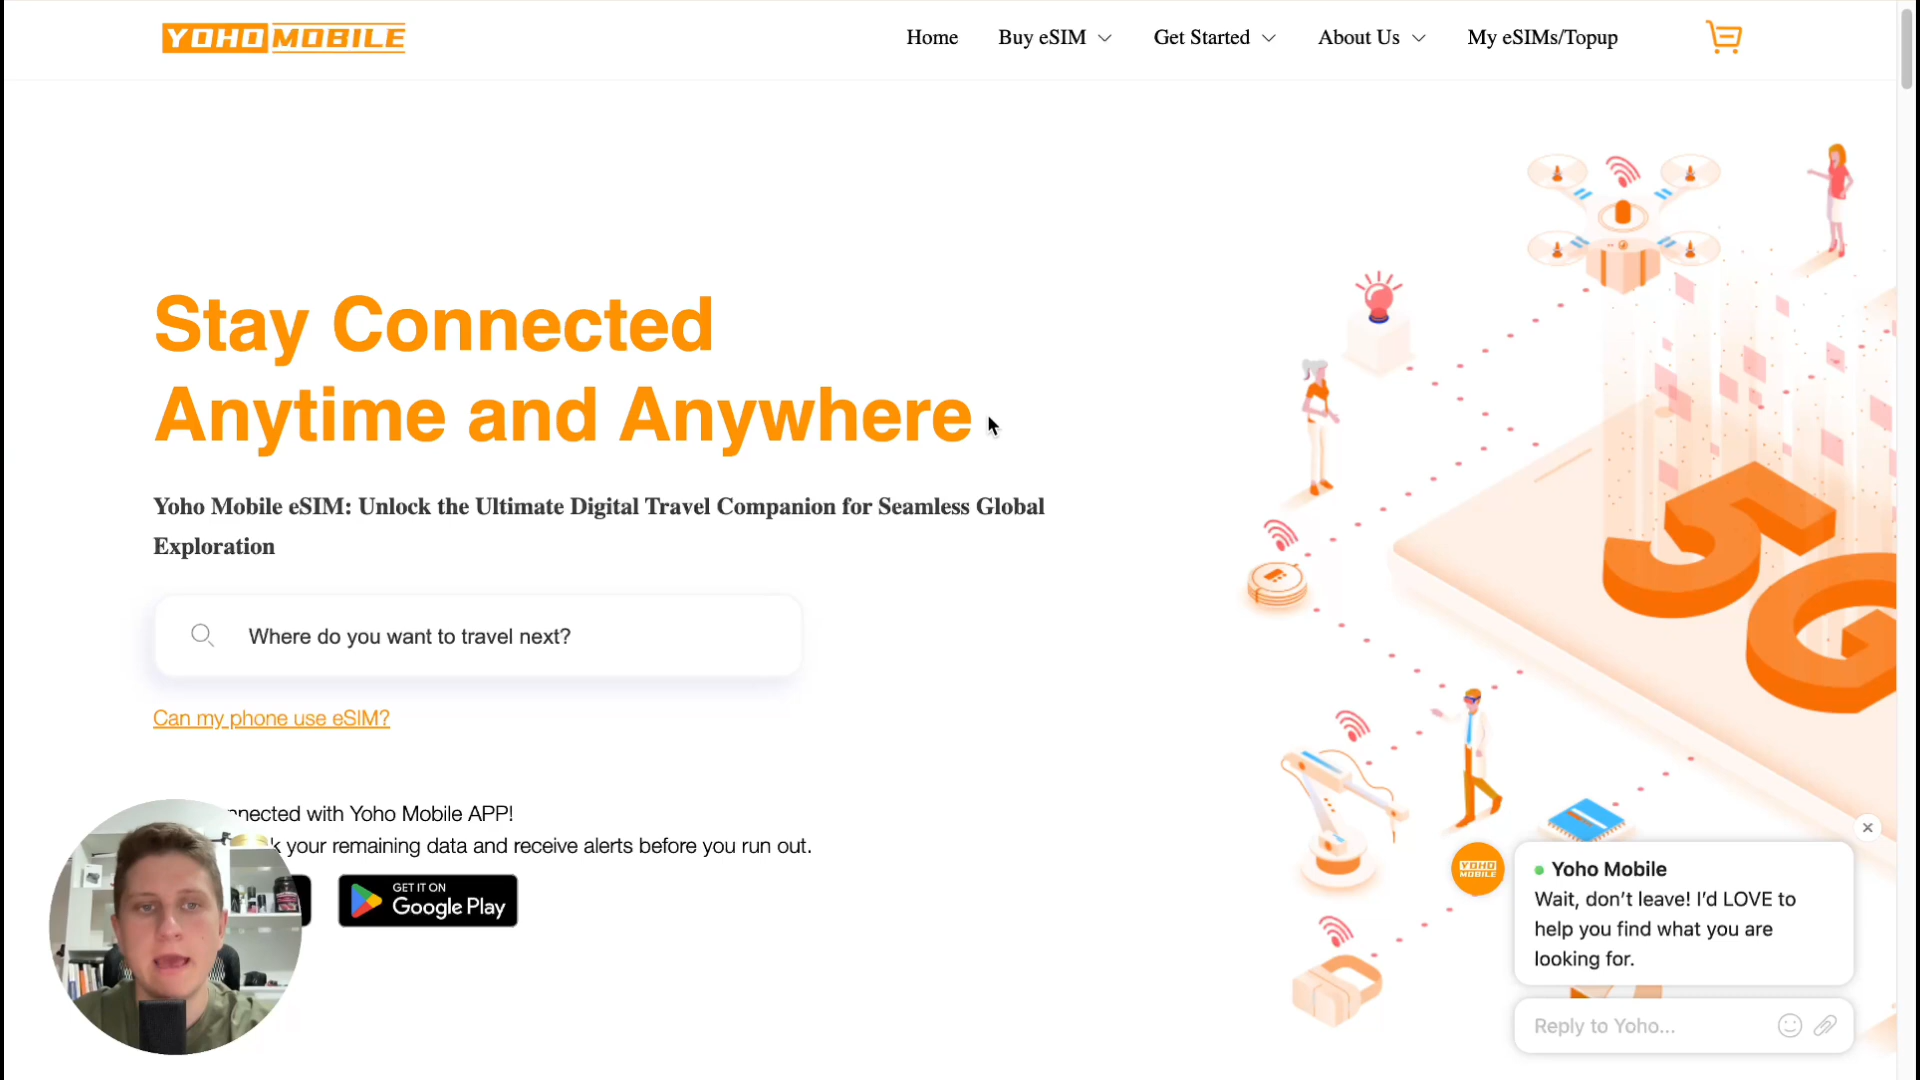 YOHO MOBILE
Home
Buy eSIM
Get Started
About Us
My eSIMs/Topup
Stay Connected
Anytime and Anywhere
Yoho Mobile eSIM: Unlock the Ultimate Digital Travel Companion for Seamless Global
Exploration
Where do you want to travel next?
Can my phone use eSIM?
with Yoho Mobile APP!
your remaining data and receive alerts before you run out.
GET IT ON
Google Play
5G
YOHO
MOBILE
Yoho Mobile
Wait, don’t leave! I’d LOVE to
help you find what you are
looking for.
Reply to Yoho...